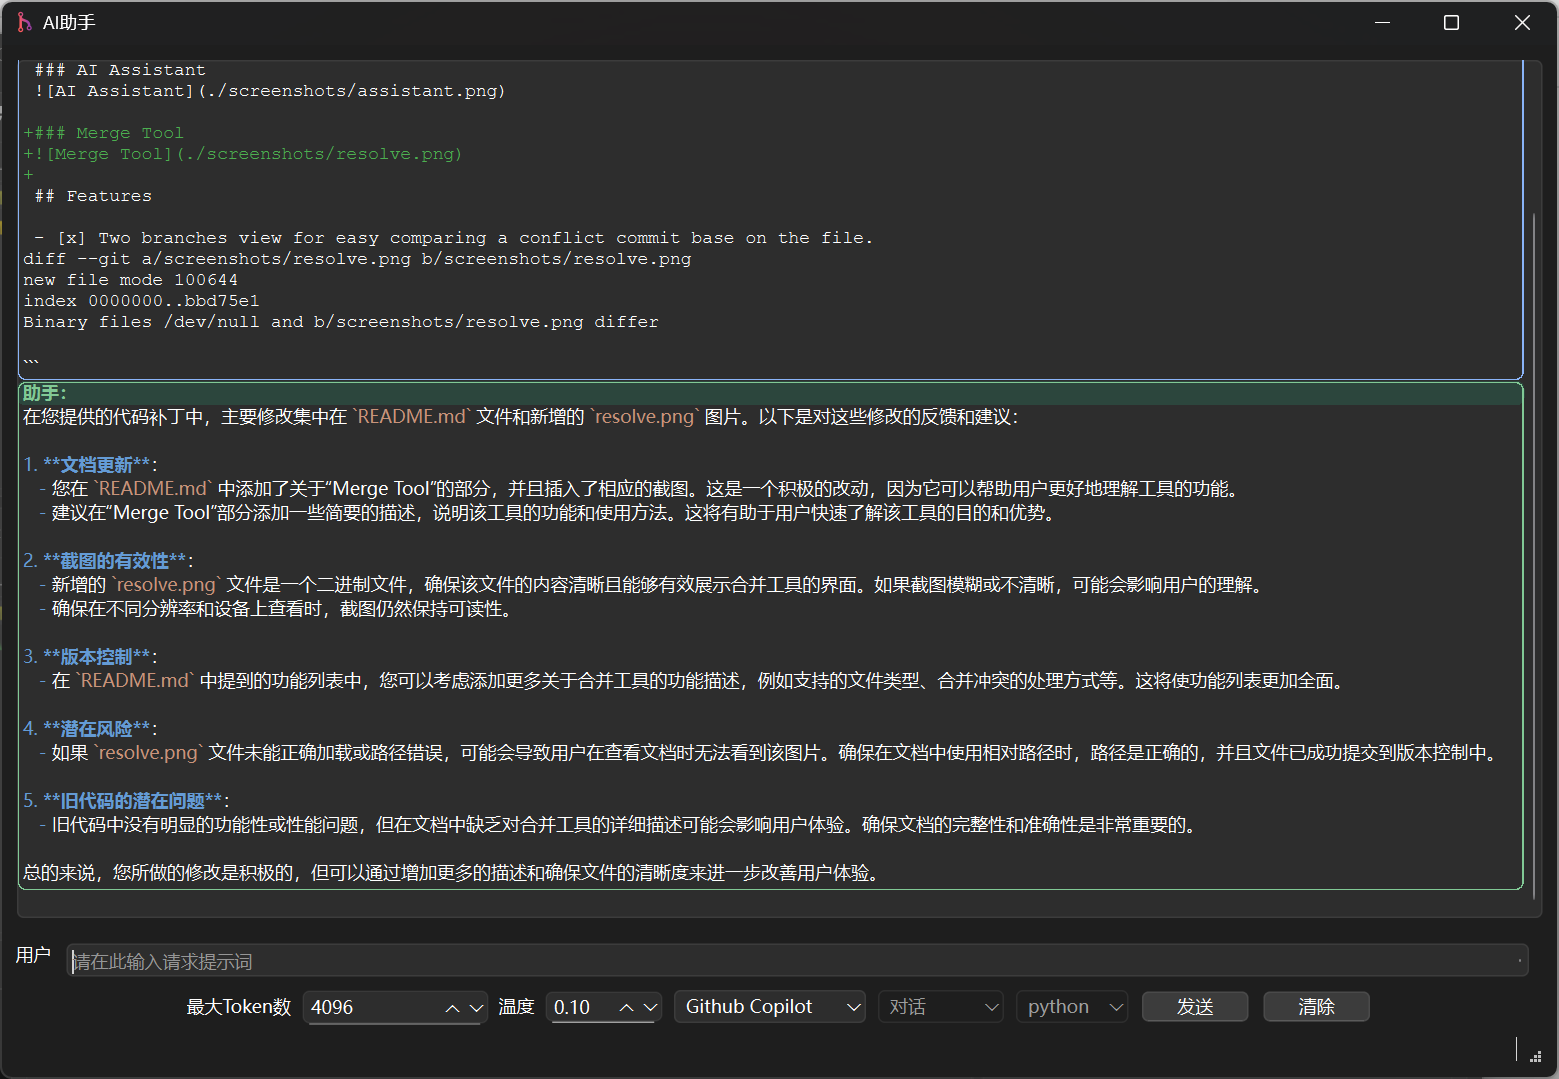 AI助手
### AI Assistant
![AI Assistant](./screenshots/assistant.png)
+### Merge Tool
+![Merge Tool](./screenshots/resolve.png)
+
## Features
- [x] Two branches view for easy comparing a conflict commit base on the file.
diff --git a/screenshots/resolve.png b/screenshots/resolve.png
new file mode 100644
index 0000000..bbd75e1
Binary files /dev/null and b/screenshots/resolve.png differ
```
助手：
在您提供的代码补丁中，主要修改集中在 `README.md` 文件和新增的 `resolve.png` 图片。以下是对这些修改的反馈和建议：
1. **文档更新**：
- 您在 `README.md` 中添加了关于“Merge Tool”的部分，并且插入了相应的截图。这是一个积极的改动，因为它可以帮助用户更好地理解工具的功能。
- 建议在“Merge Tool”部分添加一些简要的描述，说明该工具的功能和使用方法。这将有助于用户快速了解该工具的目的和优势。
2. **截图的有效性**：
- 新增的 `resolve.png` 文件是一个二进制文件，确保该文件的内容清晰且能够有效展示合并工具的界面。如果截图模糊或不清晰，可能会影响用户的理解。
- 确保在不同分辨率和设备上查看时，截图仍然保持可读性。
3. **版本控制**：
- 在 `README.md` 中提到的功能列表中，您可以考虑添加更多关于合并工具的功能描述，例如支持的文件类型、合并冲突的处理方式等。这将使功能列表更加全面。
4. **潜在风险**：
- 如果 `resolve.png` 文件未能正确加载或路径错误，可能会导致用户在查看文档时无法看到该图片。确保在文档中使用相对路径时，路径是正确的，并且文件已成功提交到版本控制中。
5. **旧代码的潜在问题**：
- 旧代码中没有明显的功能性或性能问题，但在文档中缺乏对合并工具的详细描述可能会影响用户体验。确保文档的完整性和准确性是非常重要的。
总的来说，您所做的修改是积极的，但可以通过增加更多的描述和确保文件的清晰度来进一步改善用户体验。
用户 请在此输入请求提示词
最大Token数 4096 温度 0.10 Github Copilot 对话 python 发送 清除